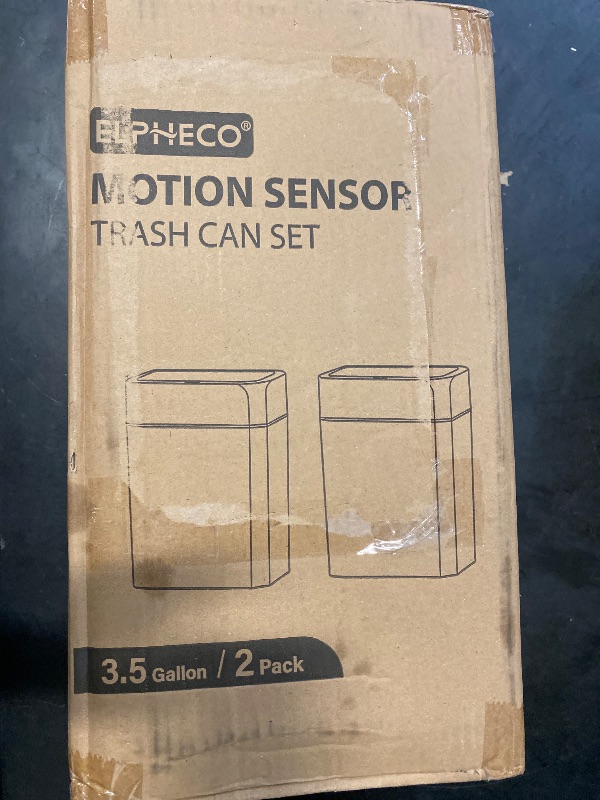 ELPHECO®
MOTION SENSOR
TRASH CAN SET
3.5 Gallon / 2 Pack